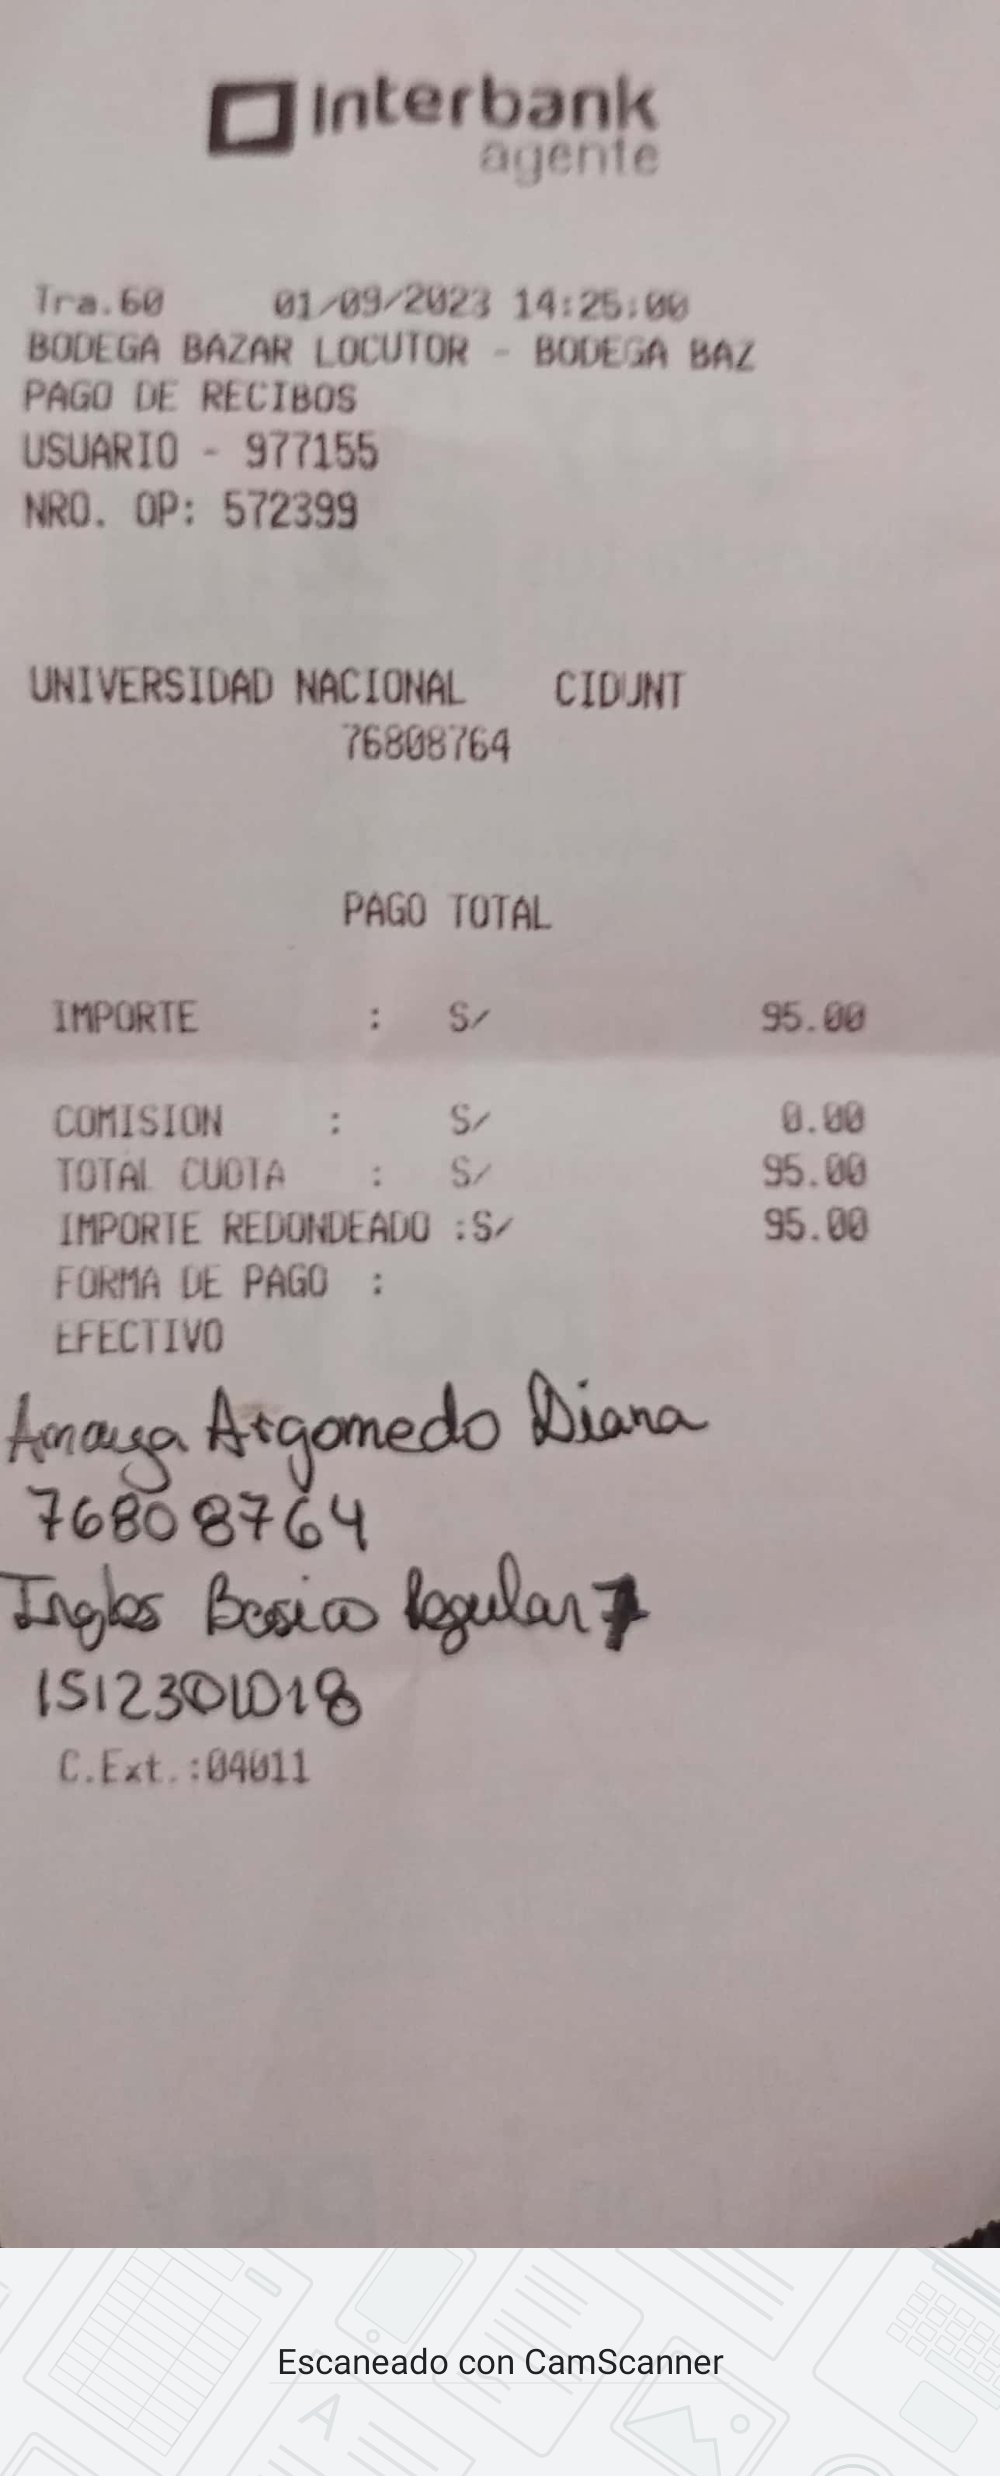 Interbank
agente
Tra.60 01/09/2023 14:25:00
BODEGA BAZAR LOCUTOR - BODEGA BAZ
PAGO DE RECIBOS
USUARIO - 977155
NRO. OP: 572399
UNIVERSIDAD NACIONAL CIDUNT
76808764
PAGO TOTAL
IMPORTE : S/ 95.00
COMISION : S/ 0.00
TOTAL CUOTA : S/ 95.00
IMPORTE REDONDEADO :S/ 95.00
FORMA DE PAGO :
EFECTIVO
Amaya Argomedo Diana
76808764
Ingles Basico Regular 7
1512301018
C.Ext.:04011
Escaneado con CamScanner